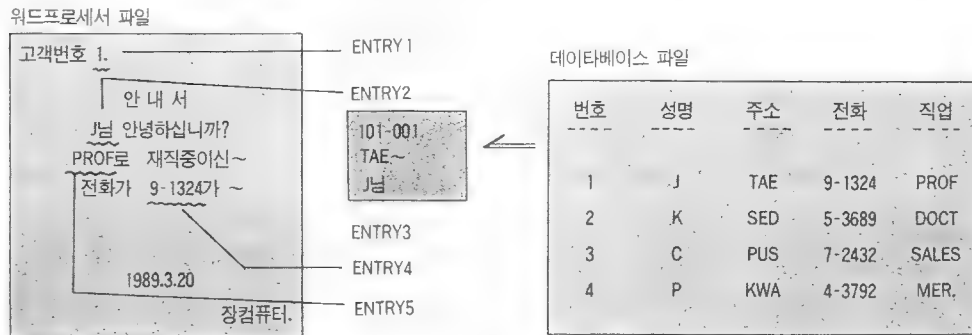 워드프로세서 파일
고객번호 1.
안 내 서
J님 안녕하십니까?
PROF로 재직중이신~
전화가 9-1324가 ~
1989.3.20
장컴퓨터.
ENTRY 1
ENTRY2
101-001
TAE~
J님
ENTRY3
ENTRY4
ENTRY5
데이타베이스 파일
번호 성명 주소 전화 직업
1 J TAE 9-1324 PROF
2 K SED 5-3689 DOCT
3 C PUS 7-2432 SALES
4 P KWA 4-3792 MER.